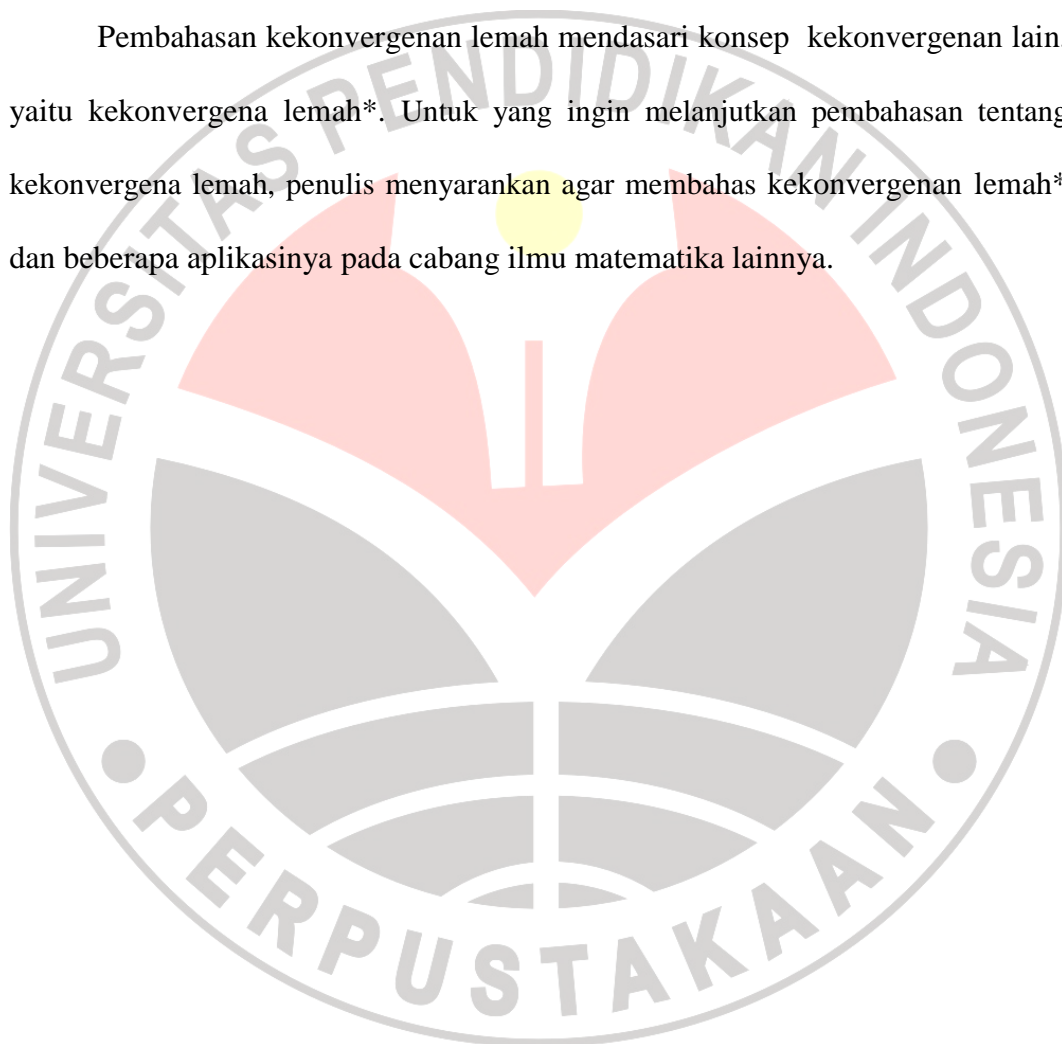 Pembahasan kekonvergenan lemah mendasari konsep kekonvergenan lain,
yaitu kekonvergena lemah*. Untuk yang ingin melanjutkan pembahasan tentang
kekonvergena lemah, penulis menyarankan agar membahas kekonvergenan lemah*
dan beberapa aplikasinya pada cabang ilmu matematika lainnya.
UNIVERSITAS PENDIDIKAN INDONESIA
PERPUSTAKAAN